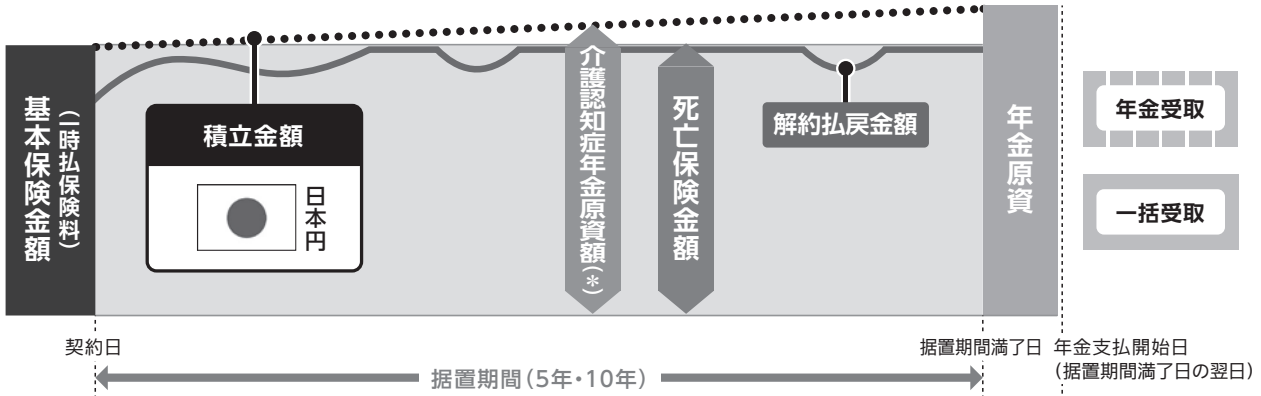 基本保険金額
（一時払保険料）
積立金額
日本円
介護認知症年金原資額（＊）
死亡保険金額
解約払戻金額
年金原資
年金受取
一括受取
契約日
据置期間満了日
年金支払開始日
（据置期間満了日の翌日）
据置期間（5年・10年）